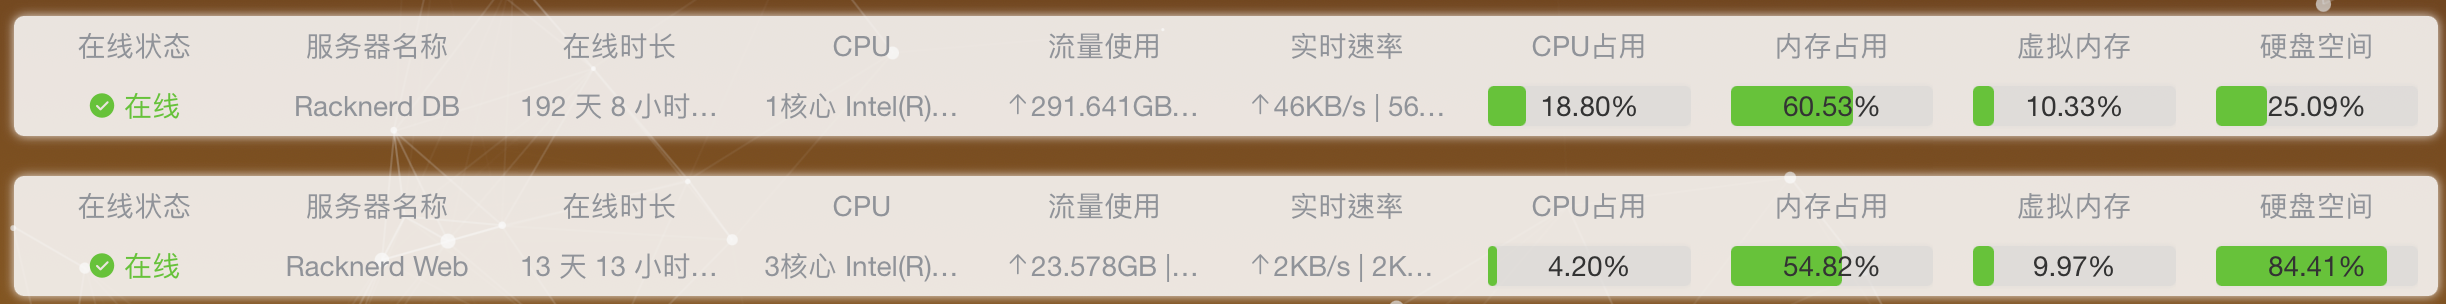 在线状态 服务器名称 在线时长 CPU 流量使用 实时速率 CPU占用 内存占用 虚拟内存 硬盘空间
在线 Racknerd DB 192 天 8 小时... 1核心 Intel(R)... ↑291.641GB... ↑46KB/s | 56... 18.80% 60.53% 10.33% 25.09%
在线状态 服务器名称 在线时长 CPU 流量使用 实时速率 CPU占用 内存占用 虚拟内存 硬盘空间
在线 Racknerd Web 13 天 13 小时... 3核心 Intel(R)... ↑23.578GB |... ↑2KB/s | 2K... 4.20% 54.82% 9.97% 84.41%